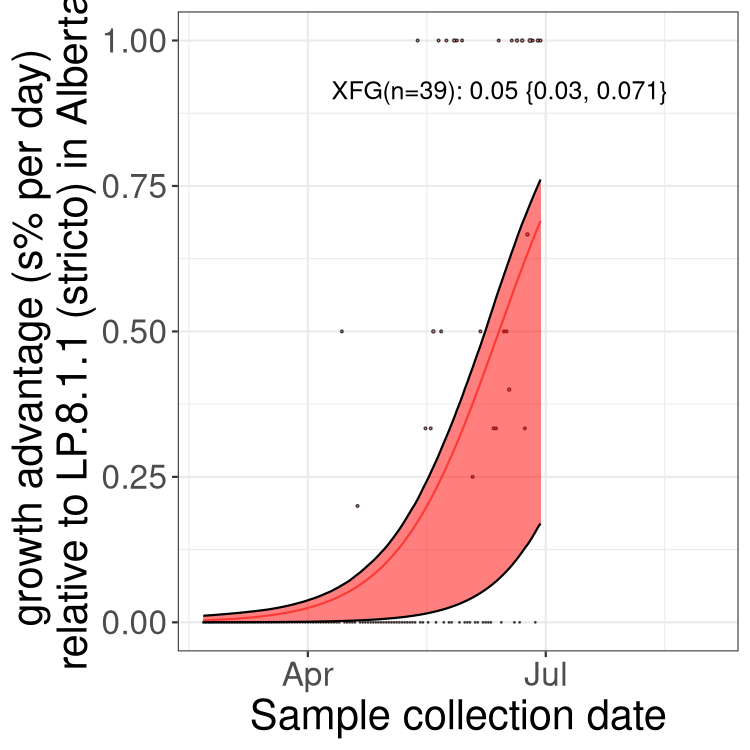 growth advantage (s% per day)
relative to LP.8.1.1 (stricto) in Alberta
1.00
0.75
0.50
0.25
0.00
XFG(n=39): 0.05 {0.03, 0.071}
Apr
Jul
Sample collection date